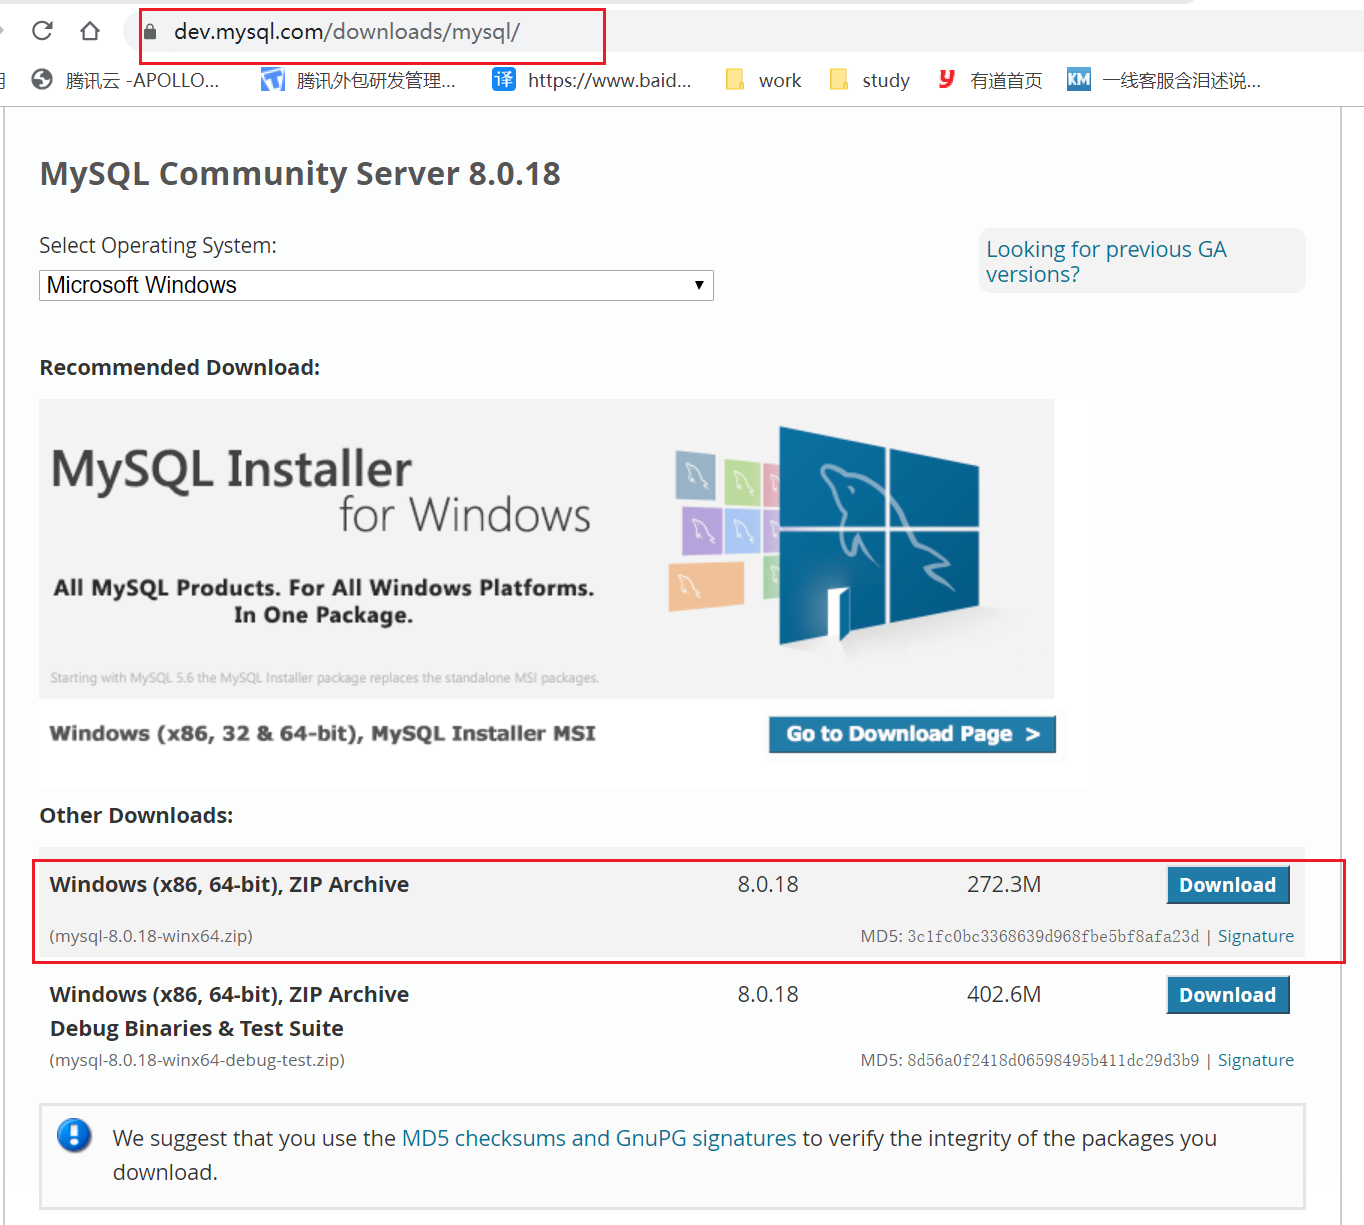 dev.mysql.com/downloads/mysql/
腾讯云 -APOLLO... 腾讯外包研发管理... 译 https://www.baid... work study 有道首页 KM 一线客服含泪述说...
MySQL Community Server 8.0.18
Select Operating System:
Looking for previous GA
versions?
Microsoft Windows
Recommended Download:
MySQL Installer
for Windows
All MySQL Products. For All Windows Platforms.
In One Package.
Starting with MySQL 5.6 the MySQL Installer package replaces the standalone MSI packages.
Windows (x86, 32 & 64-bit), MySQL Installer MSI Go to Download Page >
Other Downloads:
Windows (x86, 64-bit), ZIP Archive 8.0.18 272.3M Download
(mysql-8.0.18-winx64.zip) MD5: 3c1fc0bc3368639d968fbe5bf8afa23d | Signature
Windows (x86, 64-bit), ZIP Archive 8.0.18 402.6M Download
Debug Binaries & Test Suite
(mysql-8.0.18-winx64-debug-test.zip) MD5: 8d56a0f2418d06598495b411dc29d3b9 | Signature
We suggest that you use the MD5 checksums and GnuPG signatures to verify the integrity of the packages you
download.